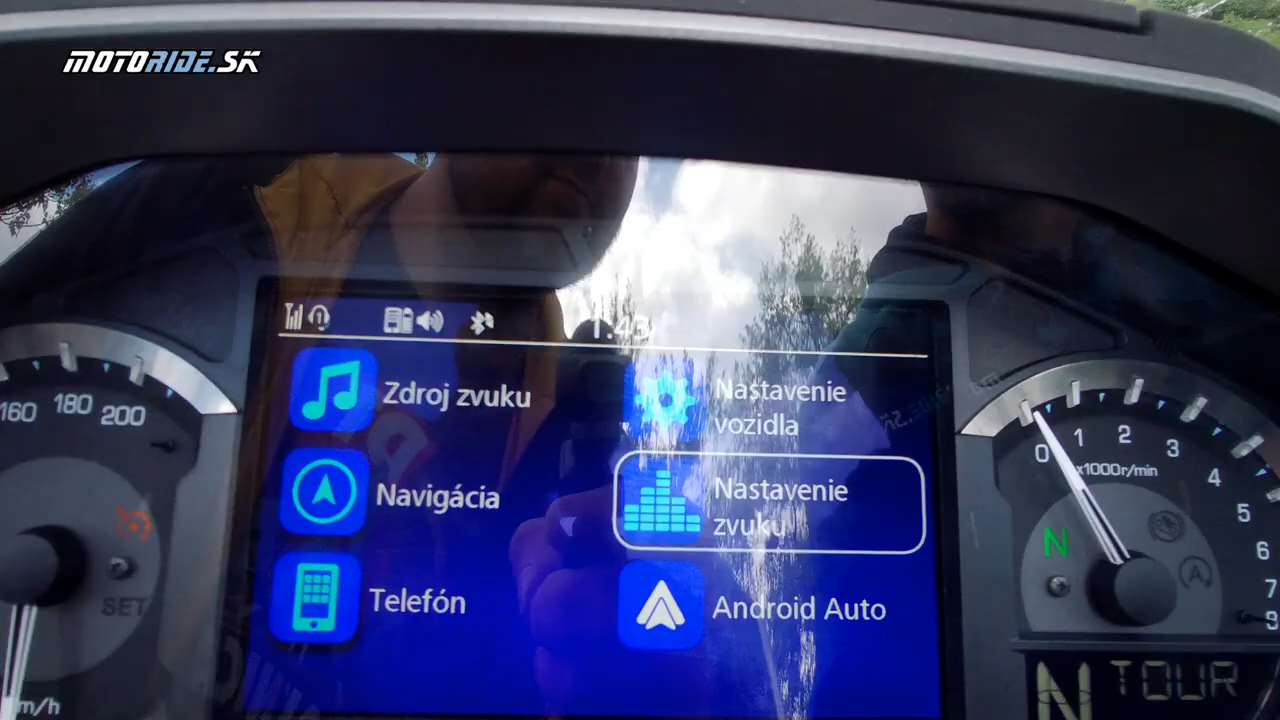 MOTORIDE.SK
1:43
Zdroj zvuku
Nastavenie
vozidla
Navigácia
Nastavenie
zvuku
Telefón
Android Auto
160 180 200
SET
m/h
0 1 2 3 4 5 6 7
x1000r/min
N
A
N TOUR